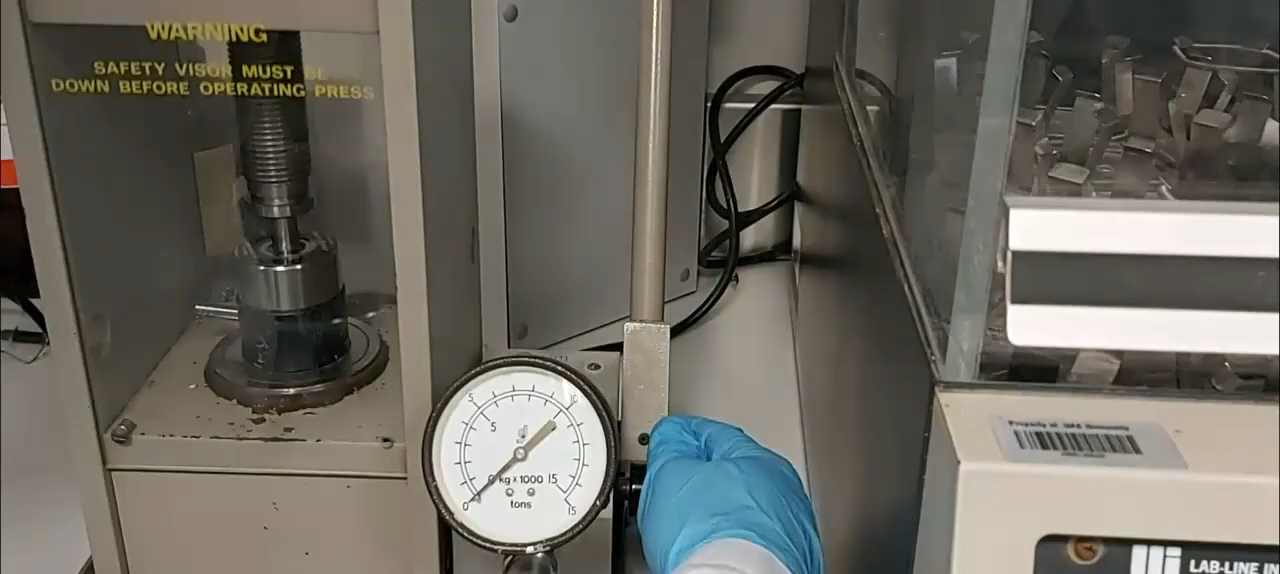 WARNING
SAFETY VISOR MUST BE
DOWN BEFORE OPERATING PRESS
5
10
5
0
kg x 1000
15
0
tons
15
Property of
LAB-LINE IN